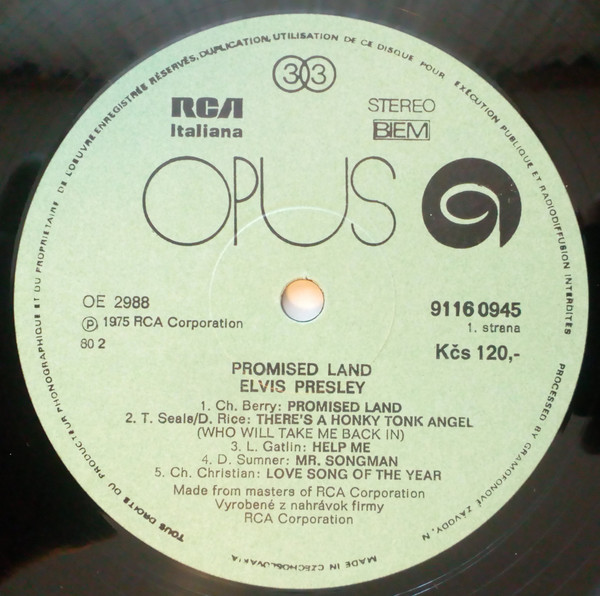 TOUS DROITS DU PRODUCTEUR PHONOGRAPHIQUE ET DU PROPRIETAIRE DE L'OEUVRE ENREGISTRÉE RÉSERVÉS, DUPLICATION, UTILISATION DE CE DISQUE POUR EXÉCUTION PUBLIQUE ET RADIODIFFUSION INTERDITES
PROCESSED BY GRAMOFONOVÉ ZÁVODY, N
MADE IN CZECHOSLOVAKIA
33
RCA
Italiana
STEREO
BIEM
OPUS
OE 2988
Ⓟ 1975 RCA Corporation
80 2
9116 0945
1. strana
Kčs 120,-
PROMISED LAND
ELVIS PRESLEY
1. Ch. Berry: PROMISED LAND
2. T. Seals/D. Rice: THERE'S A HONKY TONK ANGEL
(WHO WILL TAKE ME BACK IN)
3. L. Gatlin: HELP ME
4. D. Sumner: MR. SONGMAN
5. Ch. Christian: LOVE SONG OF THE YEAR
Made from masters of RCA Corporation
Vyrobené z nahrávok firmy
RCA Corporation